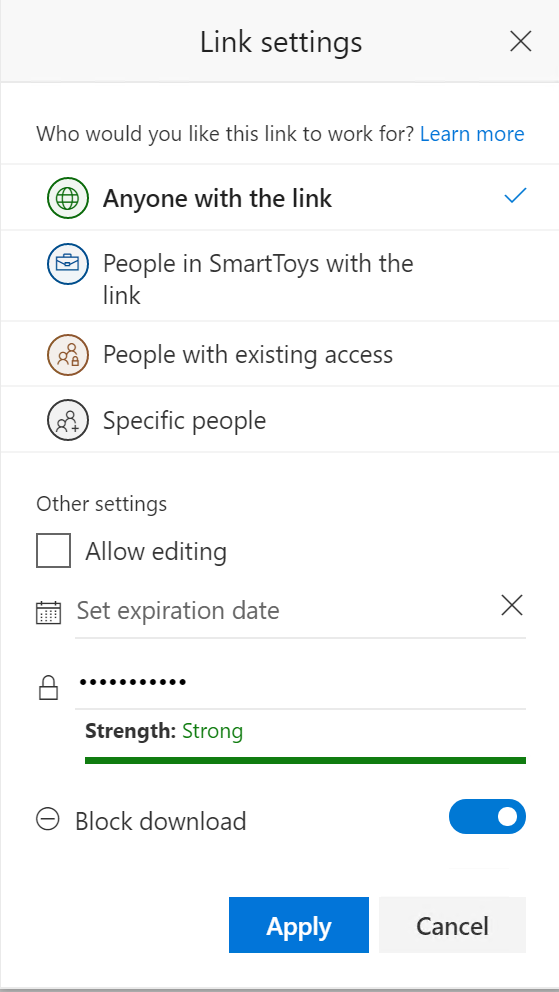 Link settings
Who would you like this link to work for? Learn more
Anyone with the link
People in SmartToys with the
link
People with existing access
Specific people
Other settings
Allow editing
Set expiration date
•••••••••••
Strength: Strong
Block download
Apply Cancel